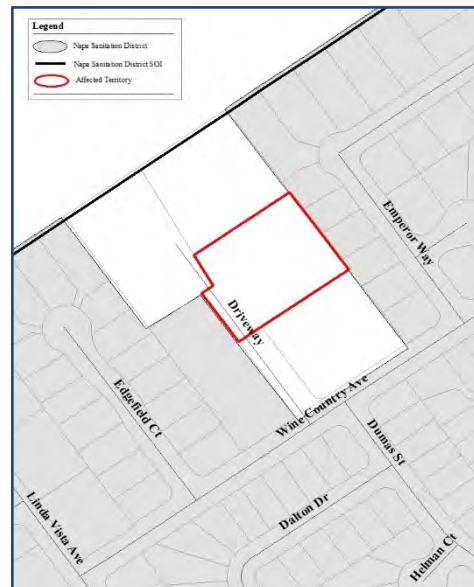 Legend
Napa Sanitation District
Napa Sanitation District SOI
Affected Territory
Emperor Way
Driveway
Wine Country Ave
Edgefield Ct
Dumas St
Linda Vista Ave
Dalton Dr
Helman Ct